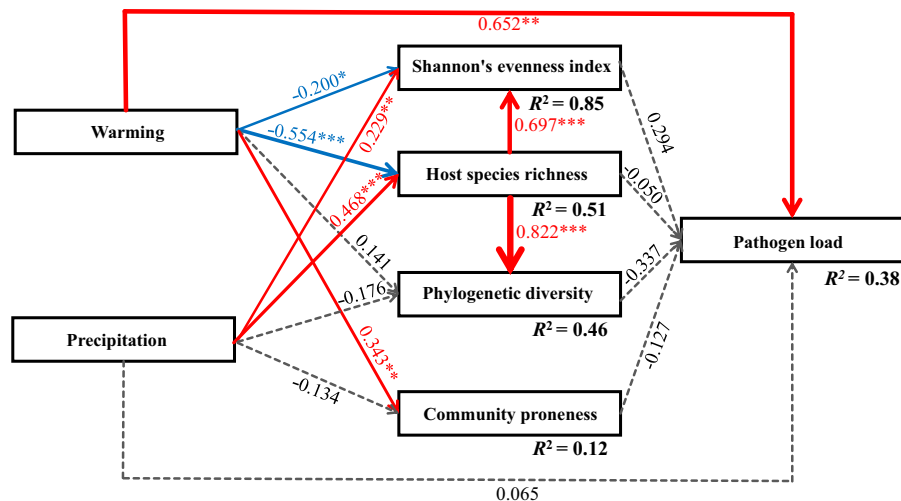 0.652**
Shannon's evenness index
R² = 0.85
-0.200*
0.229**
Warming
-0.554***
0.697***
0.294
Host species richness
R² = 0.51
-0.050
0.468***
0.822***
Pathogen load
R² = 0.38
0.141
-0.176
Phylogenetic diversity
R² = 0.46
-0.337
Precipitation
0.343**
-0.134
-0.127
Community proneness
R² = 0.12
0.065